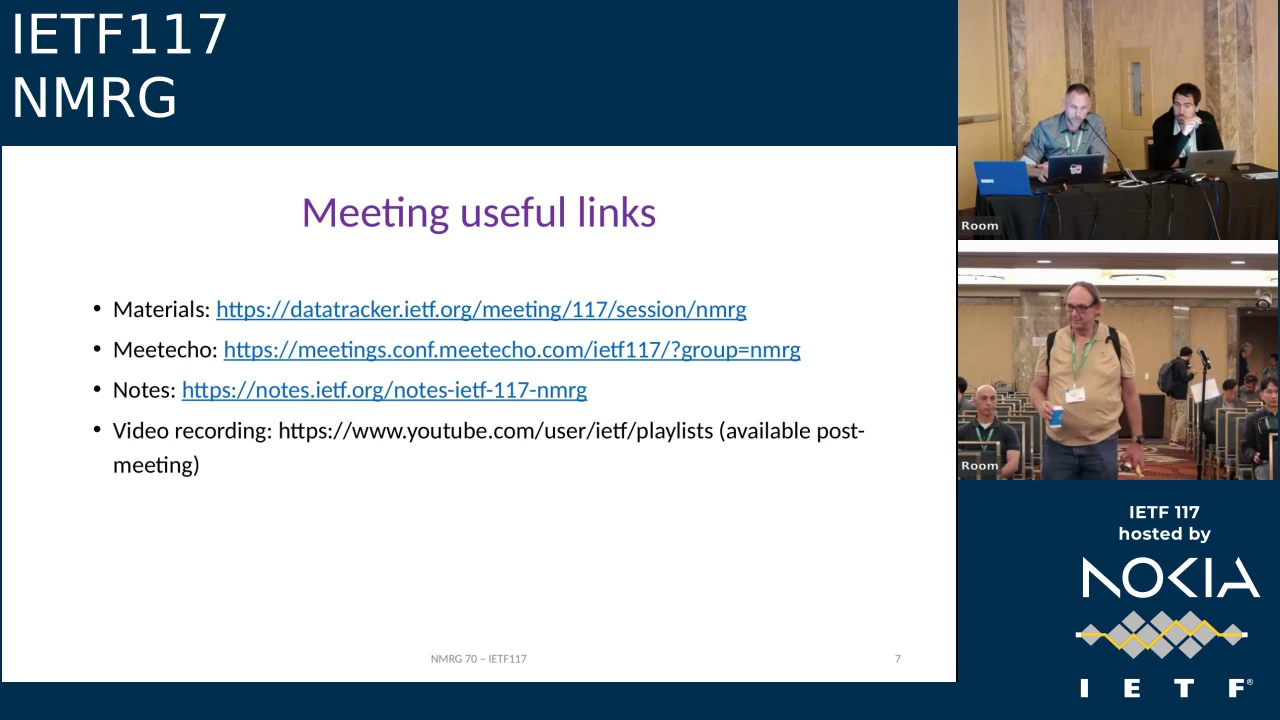 IETF117
NMRG
Meeting useful links
• Materials: https://datatracker.ietf.org/meeting/117/session/nmrg
• Meetecho: https://meetings.conf.meetecho.com/ietf117/?group=nmrg
• Notes: https://notes.ietf.org/notes-ietf-117-nmrg
• Video recording: https://www.youtube.com/user/ietf/playlists (available post-
meeting)
NMRG 70 – IETF117
7
Room
Room
IETF 117
hosted by
NOKIA
I E T F®